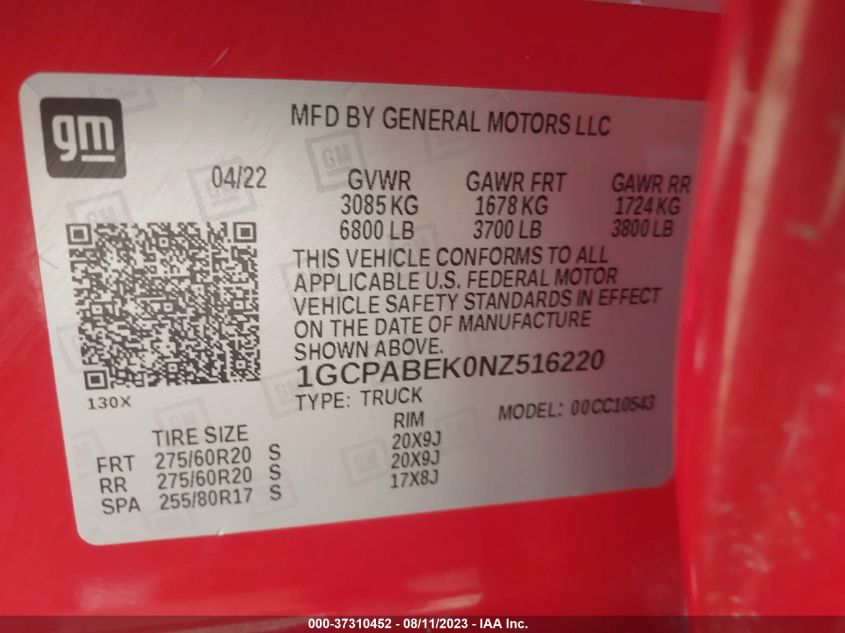 gm
MFD BY GENERAL MOTORS LLC
04/22 GVWR GAWR FRT GAWR RR
3085 KG 1678 KG 1724 KG
6800 LB 3700 LB 3800 LB
THIS VEHICLE CONFORMS TO ALL
APPLICABLE U.S. FEDERAL MOTOR
VEHICLE SAFETY STANDARDS IN EFFECT
ON THE DATE OF MANUFACTURE
SHOWN ABOVE.
1GCPABEK0NZ516220
130X
TYPE: TRUCK MODEL: 00CC10543
TIRE SIZE RIM
FRT 275/60R20 S 20X9J
RR 275/60R20 S 20X9J
SPA 255/80R17 S 17X8J
000-37310452 - 08/11/2023 - IAA Inc.